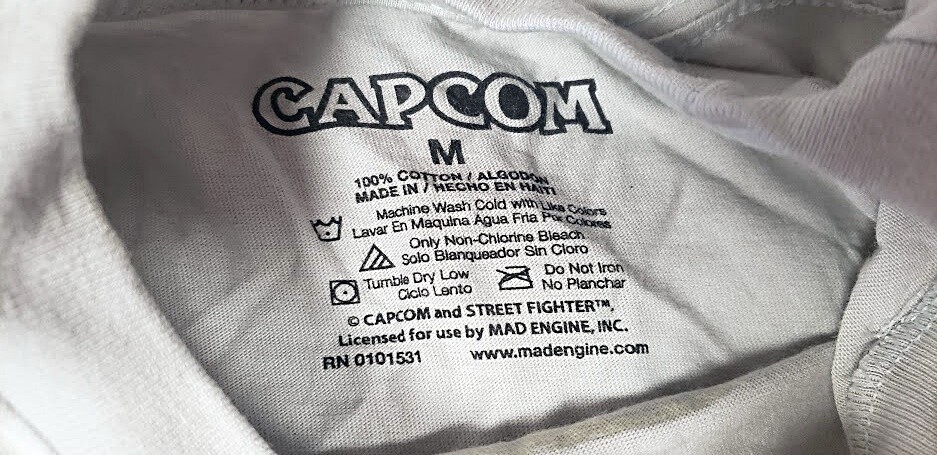 CAPCOM
M
100% COTTON / ALGODON
MADE IN / HECHO EN HAITI
Machine Wash Cold with Like Colors
Lavar En Maquina Agua Fria Por Colores
Only Non-Chlorine Bleach
Solo Blanqueador Sin Cloro
Tumble Dry Low
Ciclo Lento
Do Not Iron
No Planchar
© CAPCOM and STREET FIGHTER™,
Licensed for use by MAD ENGINE, INC.
RN 0101531 www.madengine.com